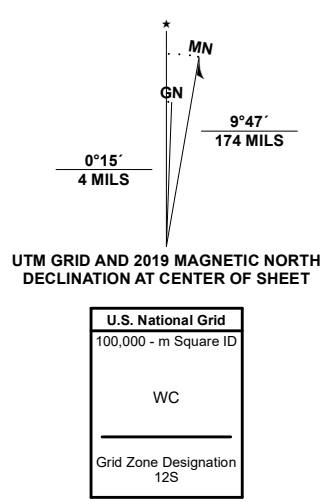 ★
MN
GN
9°47´
174 MILS
0°15´
4 MILS
UTM GRID AND 2019 MAGNETIC NORTH
DECLINATION AT CENTER OF SHEET
U.S. National Grid
100,000 - m Square ID
WC
Grid Zone Designation
12S